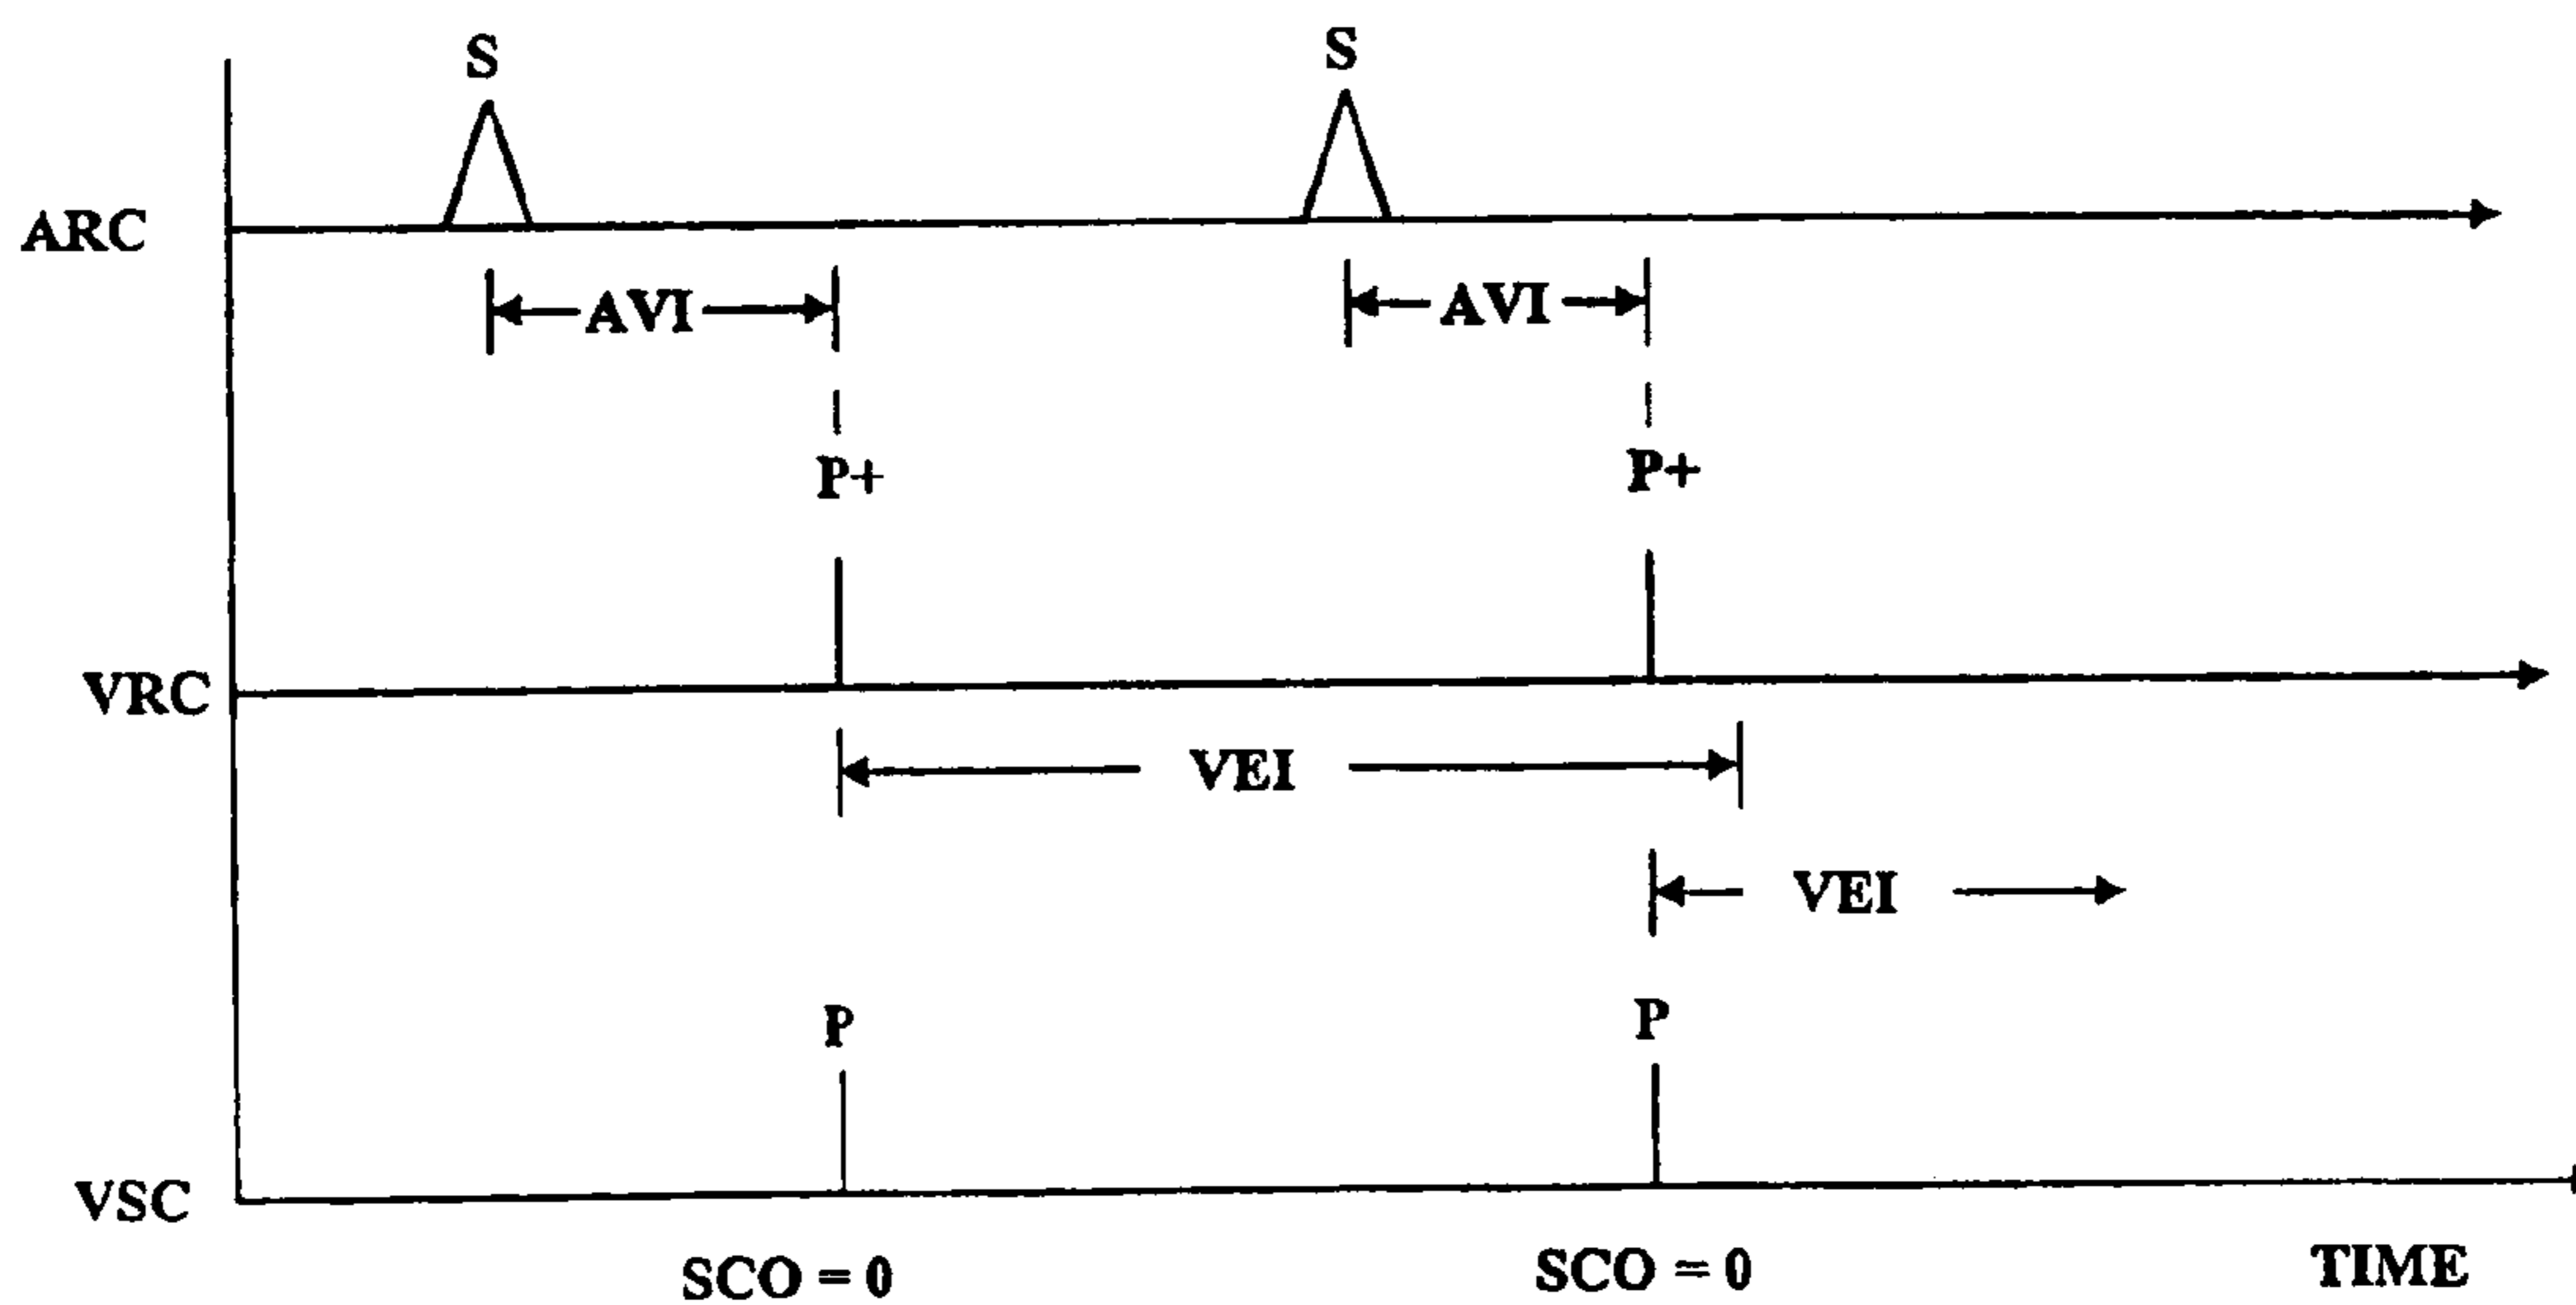 S S
ARC
AVI AVI
P+ P+
VRC
VEI
VEI
P P
VSC
SCO = 0 SCO = 0 TIME